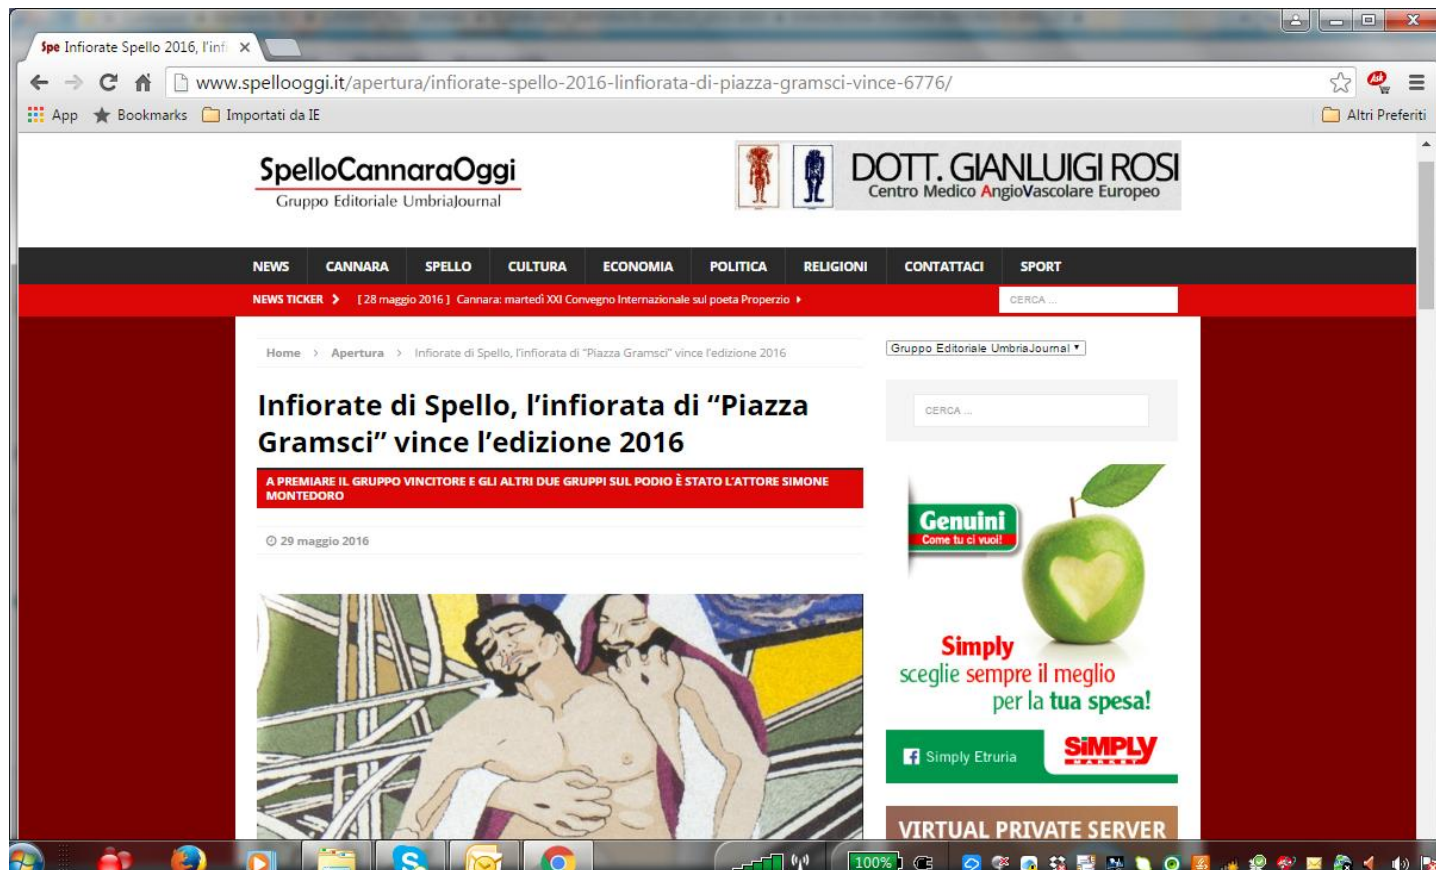 Spe Infiorate Spello 2016, l'infi
www.spellooggi.it/apertura/infiorate-spello-2016-linfiorata-di-piazza-gramsci-vince-6776/
Ask
App Bookmarks Importati da IE Altri Preferiti
SpelloCannaraOggi
Gruppo Editoriale UmbriaJournal
DOTT. GIANLUIGI ROSI
Centro Medico AngioVascolare Europeo
NEWS CANNARA SPELLO CULTURA ECONOMIA POLITICA RELIGIONI CONTATTACI SPORT
NEWS TICKER [ 28 maggio 2016 ] Cannara: martedì XXI Convegno Internazionale sul poeta Properzio
CERCA ...
Home > Apertura > Infiorate di Spello, l'infiorata di "Piazza Gramsci" vince l'edizione 2016
Gruppo Editoriale UmbriaJournal
Infiorate di Spello, l'infiorata di "Piazza
Gramsci" vince l'edizione 2016
CERCA ...
A PREMIARE IL GRUPPO VINCITORE E GLI ALTRI DUE GRUPPI SUL PODIO È STATO L'ATTORE SIMONE
MONTEDORO
29 maggio 2016
Genuini
Come tu ci vuoi!
Simply
sceglie sempre il meglio
per la tua spesa!
Simply Etruria
SiMPLY
MARKET
VIRTUAL PRIVATE SERVER
100%